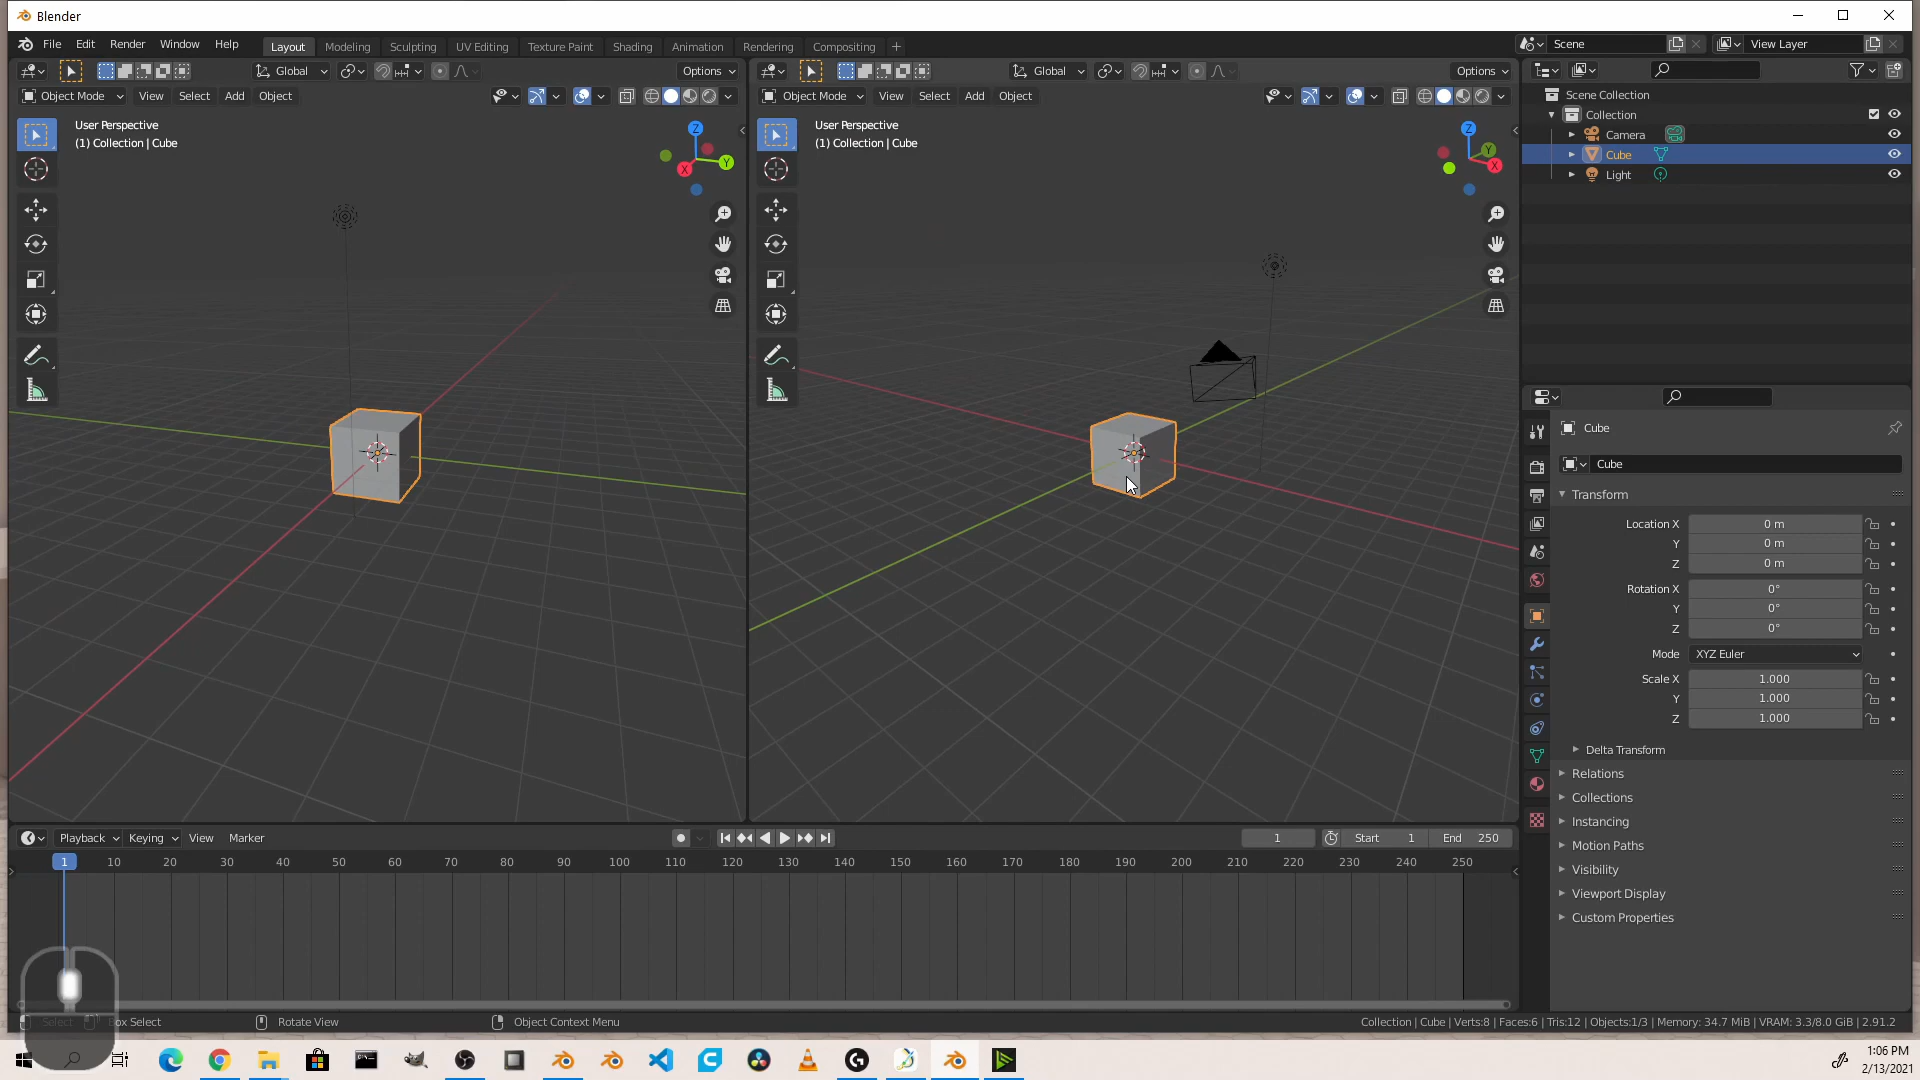 Blender
File Edit Render Window Help Layout Modeling Sculpting UV Editing Texture Paint Shading Animation Rendering Compositing + Scene View Layer
Global Options Global Options
Object Mode View Select Add Object Object Mode View Select Add Object
User Perspective
(1) Collection | Cube
Z
Y
X
User Perspective
(1) Collection | Cube
Z
Y
X
Scene Collection
Collection
Camera
Cube
Light
Cube
Cube
Transform
Location X 0 m
Y 0 m
Z 0 m
Rotation X 0°
Y 0°
Z 0°
Mode XYZ Euler
Scale X 1.000
Y 1.000
Z 1.000
Delta Transform
Relations
Collections
Instancing
Motion Paths
Visibility
Viewport Display
Custom Properties
Playback Keying View Marker 1 Start 1 End 250
1 10 20 30 40 50 60 70 80 90 100 110 120 130 140 150 160 170 180 190 200 210 220 230 240 250
Select Box Select Rotate View Object Context Menu Collection | Cube | Verts:8 | Faces:6 | Tris:12 | Objects:1/3 | Memory: 34.7 MiB | VRAM: 3.3/8.0 GiB | 2.91.2
1:06 PM
2/13/2021